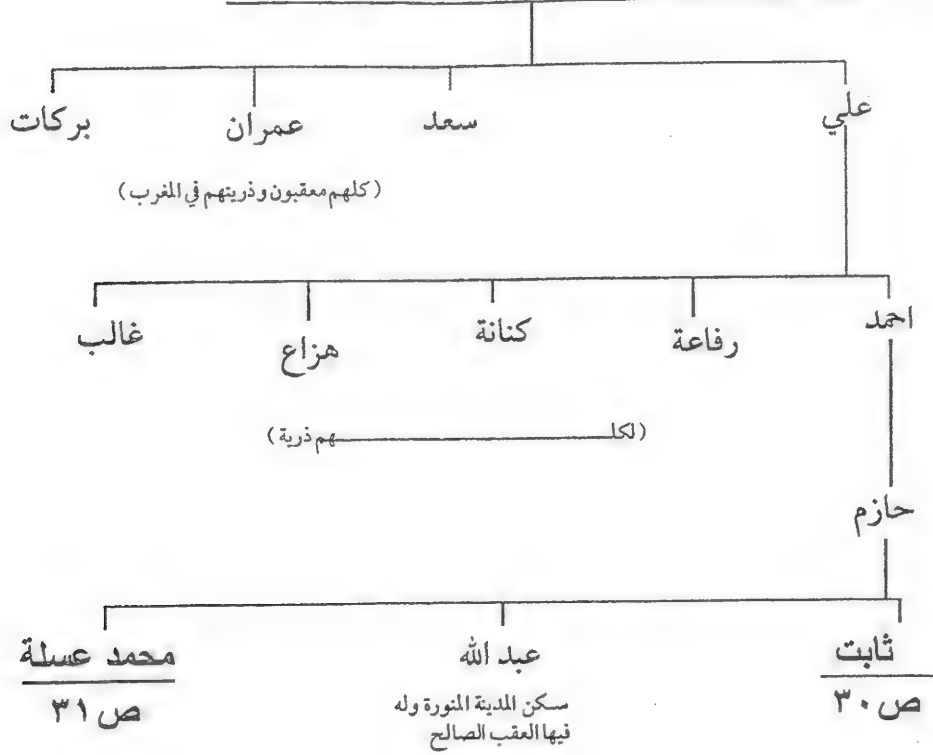 علي سعد عمران بركات
(كلهم معقبون وذريتهم في المغرب)
احمد رفاعة كنانة هزاع غالب
(لكلهم ذرية)
حازم
ثابت عبد الله محمد عسلة
ص ٣٠ سكن المدينة المنورة وله ص ٣١
فيها العقب الصالح